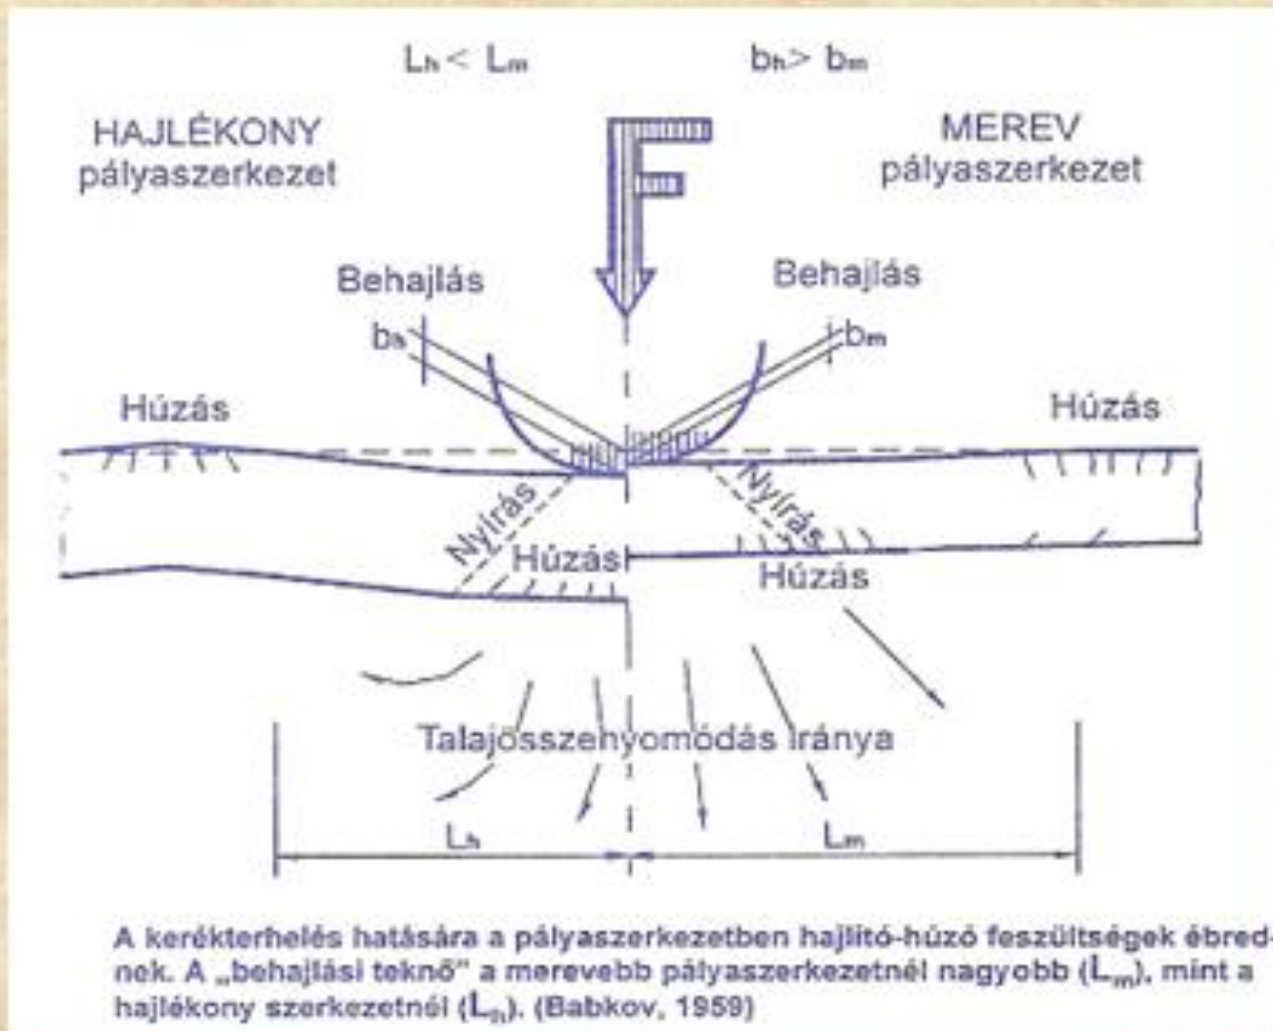 Lh < Lm
bh > bm
HAJLÉKONY
pályaszerkezet
F
MEREV
pályaszerkezet
Behajlás
Behajlás
bh
bm
Húzás
Húzás
Nyírás
Nyírás
Húzás
Húzás
Talajösszenyomódás iránya
Lh
Lm
A kerékterhelés hatására a pályaszerkezetben hajlító-húzó feszültségek ébred-
nek. A „behajlási teknő” a merevebb pályaszerkezetnél nagyobb (Lm), mint a
hajlékony szerkezetnél (Lh). (Babkov, 1959)